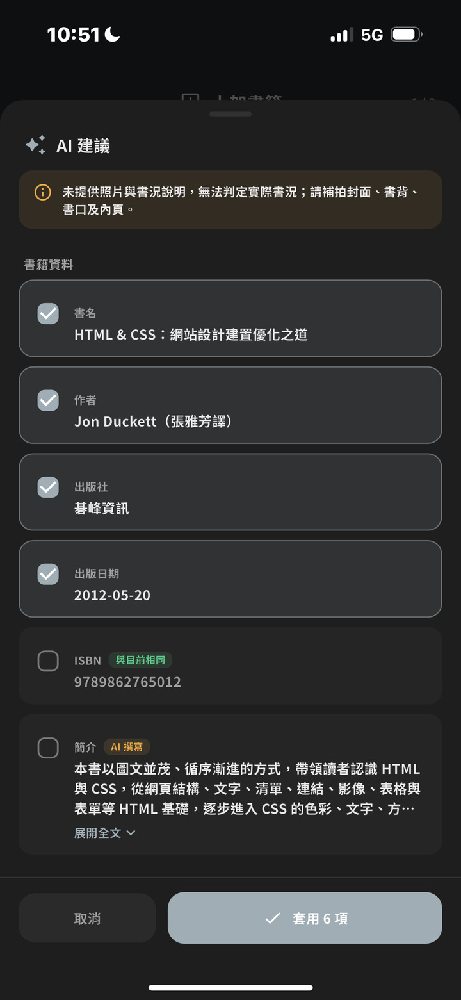 10:51
5G
AI 建議
未提供照片與書況說明，無法判定實際書況；請補拍封面、書背、
書口及內頁。
書籍資料
書名
HTML & CSS：網站設計建置優化之道
作者
Jon Duckett（張雅芳譯）
出版社
碁峰資訊
出版日期
2012-05-20
ISBN 與目前相同
9789862765012
簡介 AI 撰寫
本書以圖文並茂、循序漸進的方式，帶領讀者認識 HTML
與 CSS，從網頁結構、文字、清單、連結、影像、表格與
表單等 HTML 基礎，逐步進入 CSS 的色彩、文字、方…
展開全文
取消
套用 6 項